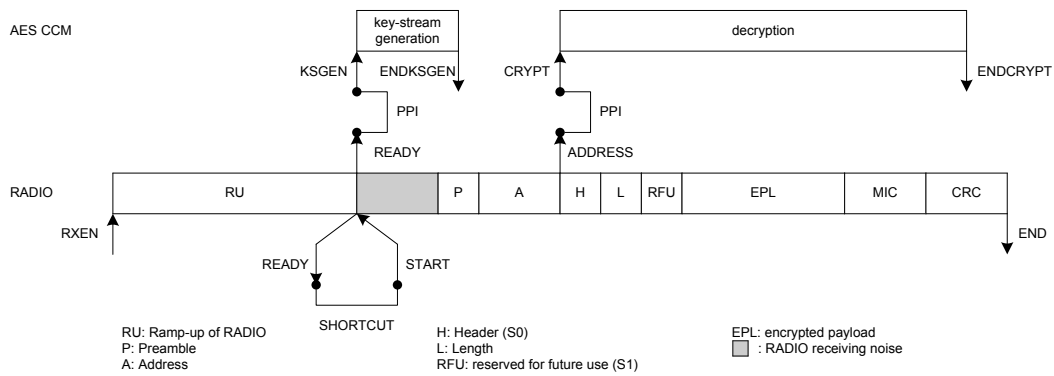 AES CCM
key-stream
generation
decryption
KSGEN
ENDKSGEN
CRYPT
ENDCRYPT
PPI
PPI
READY
ADDRESS
RADIO
RU
P
A
H
L
RFU
EPL
MIC
CRC
RXEN
END
READY
START
SHORTCUT
RU: Ramp-up of RADIO
P: Preamble
A: Address
H: Header (S0)
L: Length
RFU: reserved for future use (S1)
EPL: encrypted payload
: RADIO receiving noise